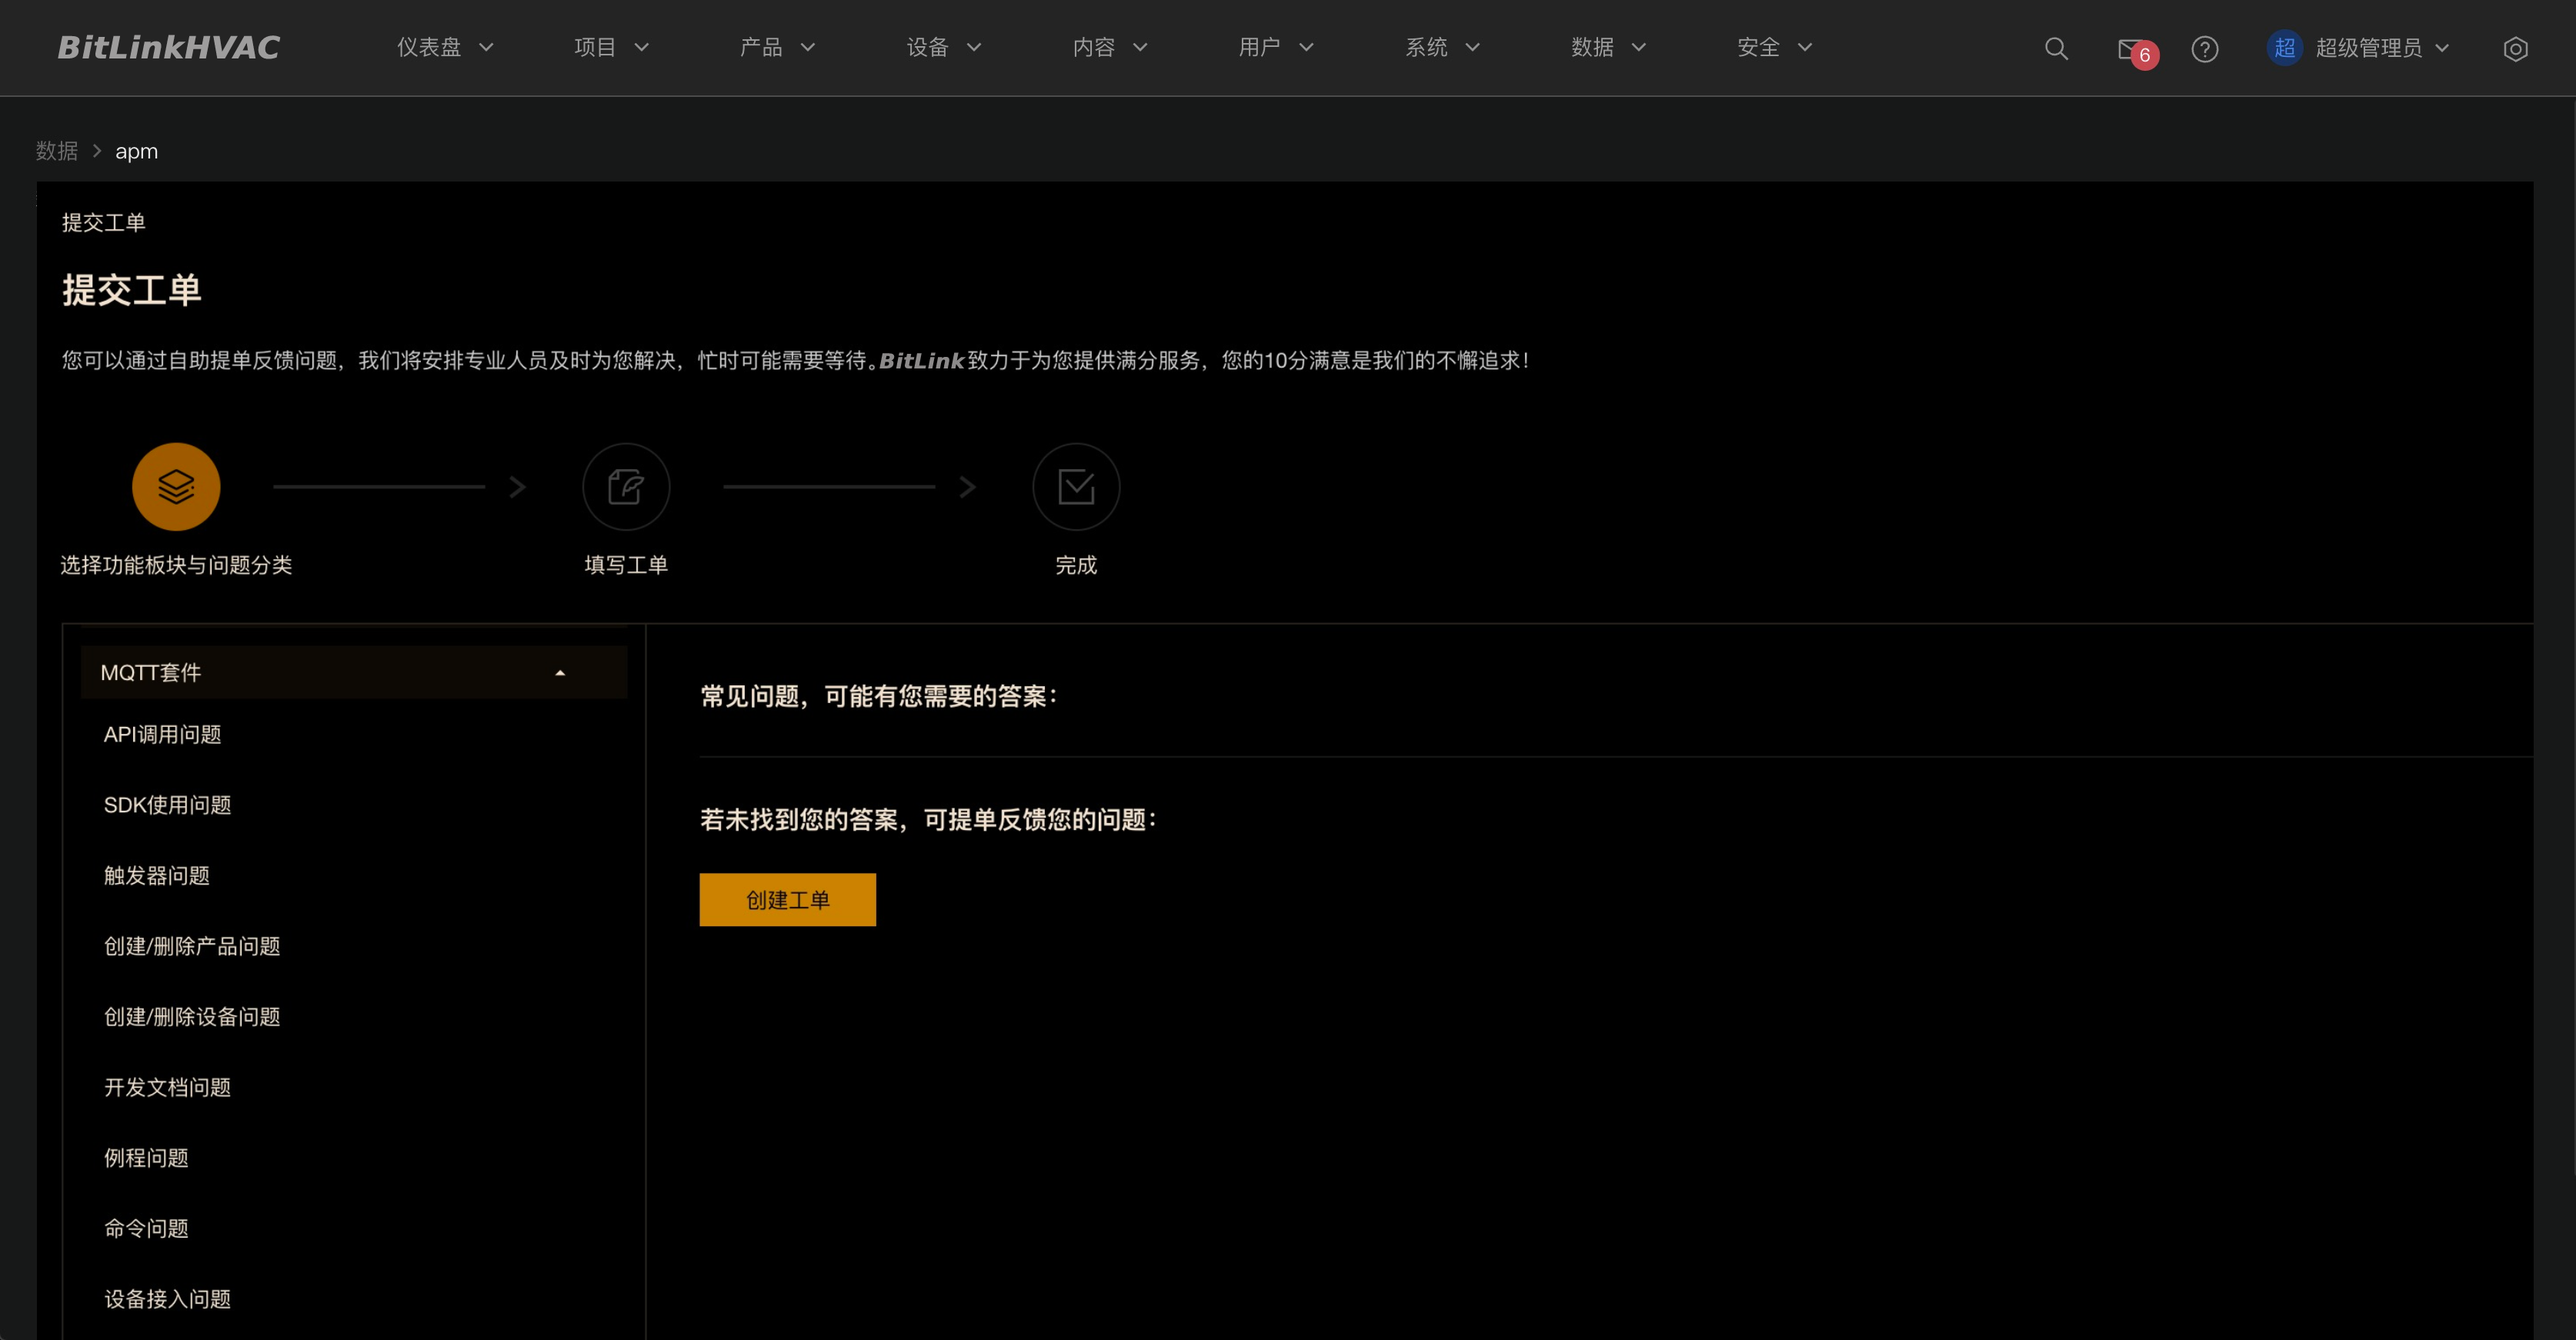 BitLinkHVAC 仪表盘 项目 产品 设备 内容 用户 系统 数据 安全 6 超 超级管理员
数据 > apm
提交工单
提交工单
您可以通过自助提单反馈问题，我们将安排专业人员及时为您解决，忙时可能需要等待。BitLink致力于为您提供满分服务，您的10分满意是我们的不懈追求！
选择功能板块与问题分类 填写工单 完成
MQTT套件
API调用问题
SDK使用问题
触发器问题
创建/删除产品问题
创建/删除设备问题
开发文档问题
例程问题
命令问题
设备接入问题
常见问题，可能有您需要的答案：
若未找到您的答案，可提单反馈您的问题：
创建工单